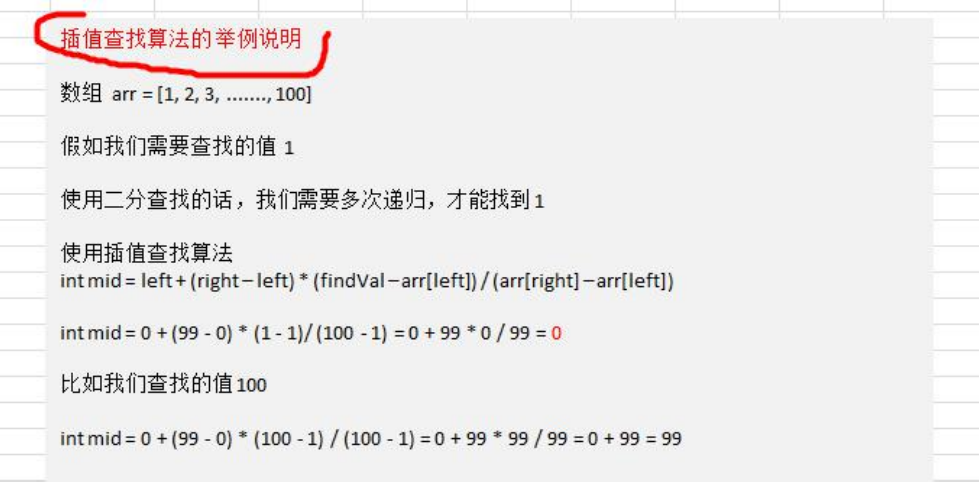 插值查找算法的举例说明
数组 arr = [1, 2, 3, ......., 100]
假如我们需要查找的值 1
使用二分查找的话，我们需要多次递归，才能找到 1
使用插值查找算法
int mid = left + (right – left) * (findVal – arr[left]) / (arr[right] – arr[left])
int mid = 0 + (99 - 0) * (1 - 1)/ (100 - 1) = 0 + 99 * 0 / 99 = 0
比如我们查找的值 100
int mid = 0 + (99 - 0) * (100 - 1) / (100 - 1) = 0 + 99 * 99 / 99 = 0 + 99 = 99